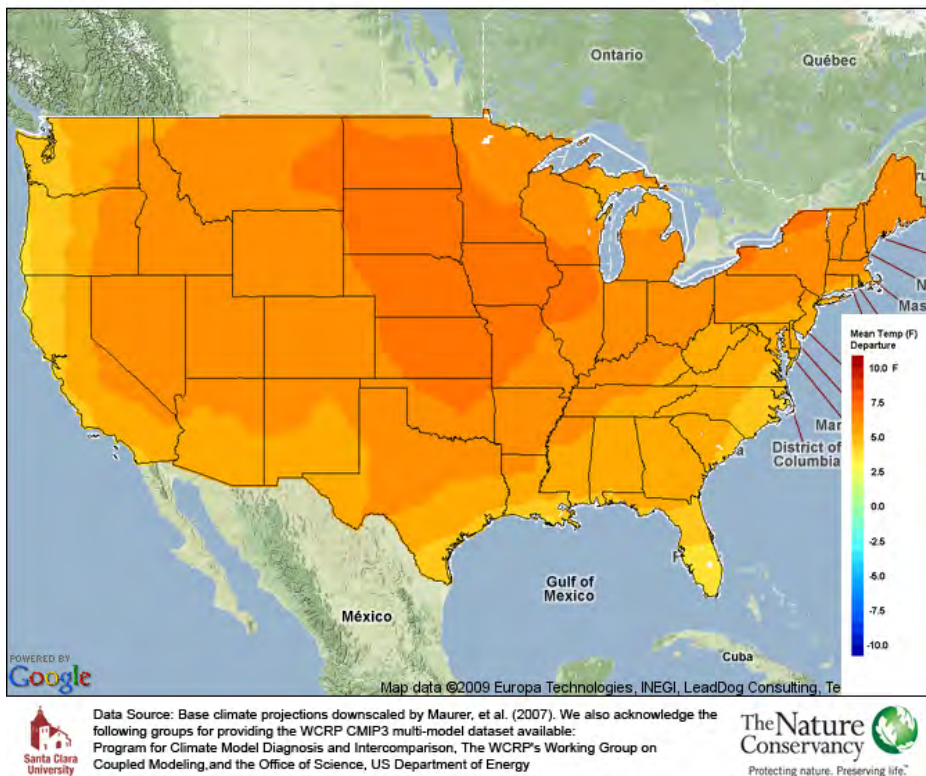 Ontario
Québec
N
Mas
Mean Temp (F)
Departure
10.0 F
7.5
5.0
2.5
0.0
-2.5
-5.0
-7.5
-10.0
Mar
District of
Columbia
F
Gulf of
Mexico
México
Cuba
POWERED BY
Google
Map data ©2009 Europa Technologies, INEGI, LeadDog Consulting, Te
Santa Clara
University
Data Source: Base climate projections downscaled by Maurer, et al. (2007). We also acknowledge the
following groups for providing the WCRP CMIP3 multi-model dataset available:
Program for Climate Model Diagnosis and Intercomparison, The WCRP's Working Group on
Coupled Modeling,and the Office of Science, US Department of Energy
The Nature
Conservancy
Protecting nature. Preserving life.™